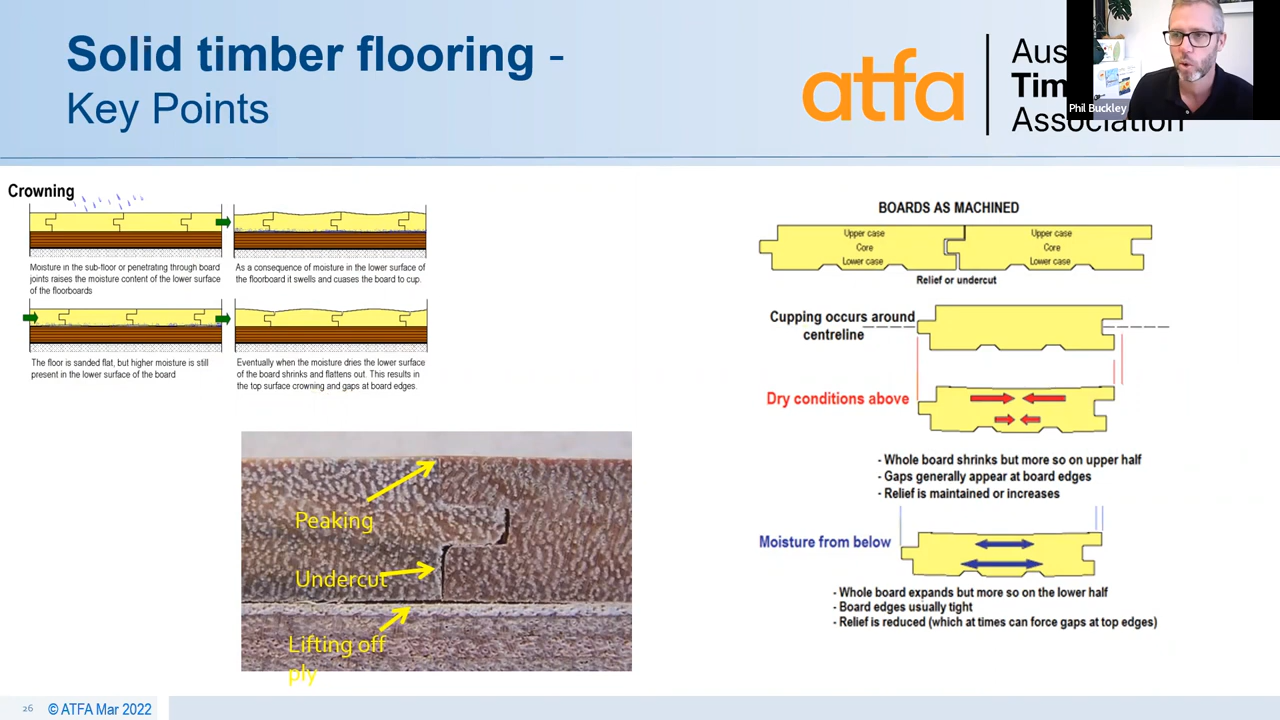 Solid timber flooring -
Key Points
atfa
Aus
Tim
Association
Phil Buckley
Crowning
Moisture in the sub-floor or penetrating through board
joints raises the moisture content of the lower surface
of the floorboards
As a consequence of moisture in the lower surface of
the floorboard it swells and cuases the board to cup.
The floor is sanded flat, but higher moisture is still
present in the lower surface of the board
Eventually when the moisture dries the lower surface
of the board shrinks and flattens out. This results in
the top surface crowning and gaps at board edges.
Peaking
Undercut
Lifting off
ply
BOARDS AS MACHINED
Upper case
Core
Lower case
Upper case
Core
Lower case
Relief or undercut
Cupping occurs around
centreline
Dry conditions above
- Whole board shrinks but more so on upper half
- Gaps generally appear at board edges
- Relief is maintained or increases
Moisture from below
- Whole board expands but more so on the lower half
- Board edges usually tight
- Relief is reduced (which at times can force gaps at top edges)
26
© ATFA Mar 2022